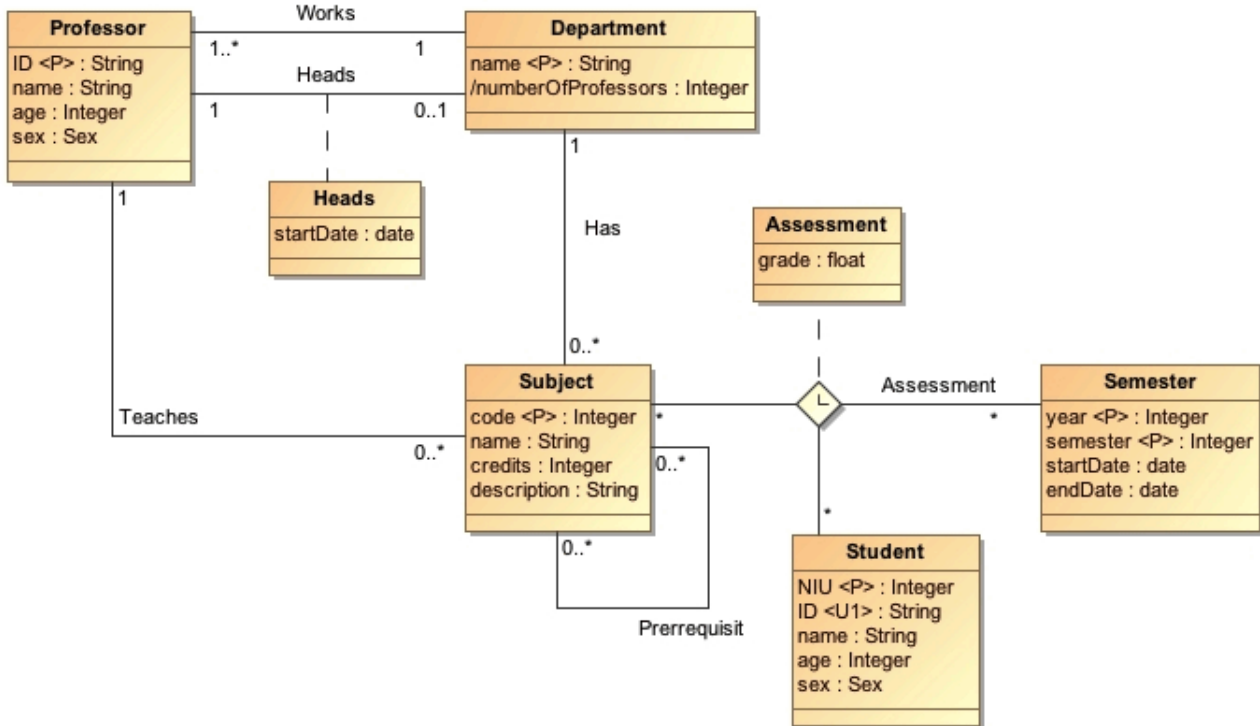 Professor
ID <P> : String
name : String
age : Integer
sex : Sex
Works
1..*
1
Heads
1
0..1
Department
name <P> : String
/numberOfProfessors : Integer
Heads
startDate : date
1
Teaches
0..*
1
Has
0..*
Assessment
grade : float
Subject
code <P> : Integer
name : String
credits : Integer
description : String
*
Assessment
*
*
Semester
year <P> : Integer
semester <P> : Integer
startDate : date
endDate : date
0..*
0..*
Prerrequisit
Student
NIU <P> : Integer
ID <U1> : String
name : String
age : Integer
sex : Sex